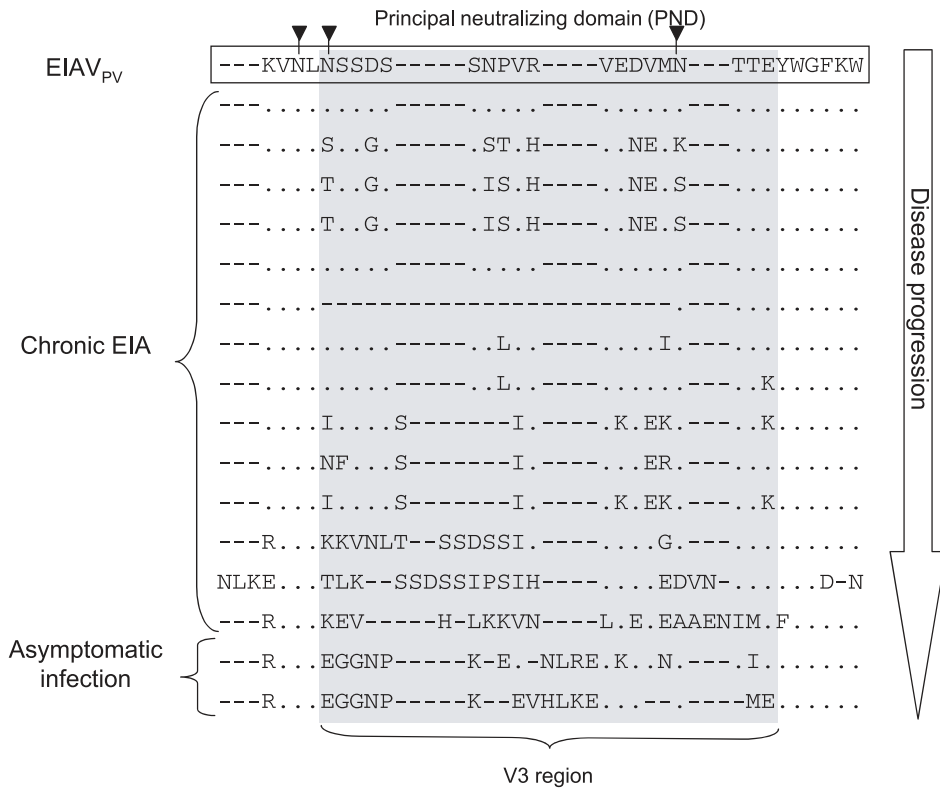 Principal neutralizing domain (PND)
EIAV_PV ---KVNLNSSDS-----SNPVR----VEDVMN---TTEYWGFKW
---.........-----.....----......---.........
---....S..G.-----.ST.H----..NE.K---.........
---....T..G.-----.IS.H----..NE.S---.........
---....T..G.-----.IS.H----..NE.S---.........
---.........-----.....----......---.........
---....------------------------.---.........
---.........-----..L..----....I.---.........
---.........-----..L..----......---..K......
---....I....S-------I.----.K.EK.---..K......
---....NF...S-------I.----...ER.---.........
---....I....S-------I.----.K.EK.---..K......
---R...KKVNLT--SSDSSI.----....G.---.........
NLKE...TLK--SSDSSIPSIH----....EDVN-......D-N
---R...KEV-----H-LKKVN----L.E.EAAENIM.F.....
---R...EGGNP-----K-E.-NLRE.K..N.----I.......
---R...EGGNP-----K--EVHLKE...--.----ME......
Chronic EIA
Asymptomatic
infection
V3 region
Disease progression